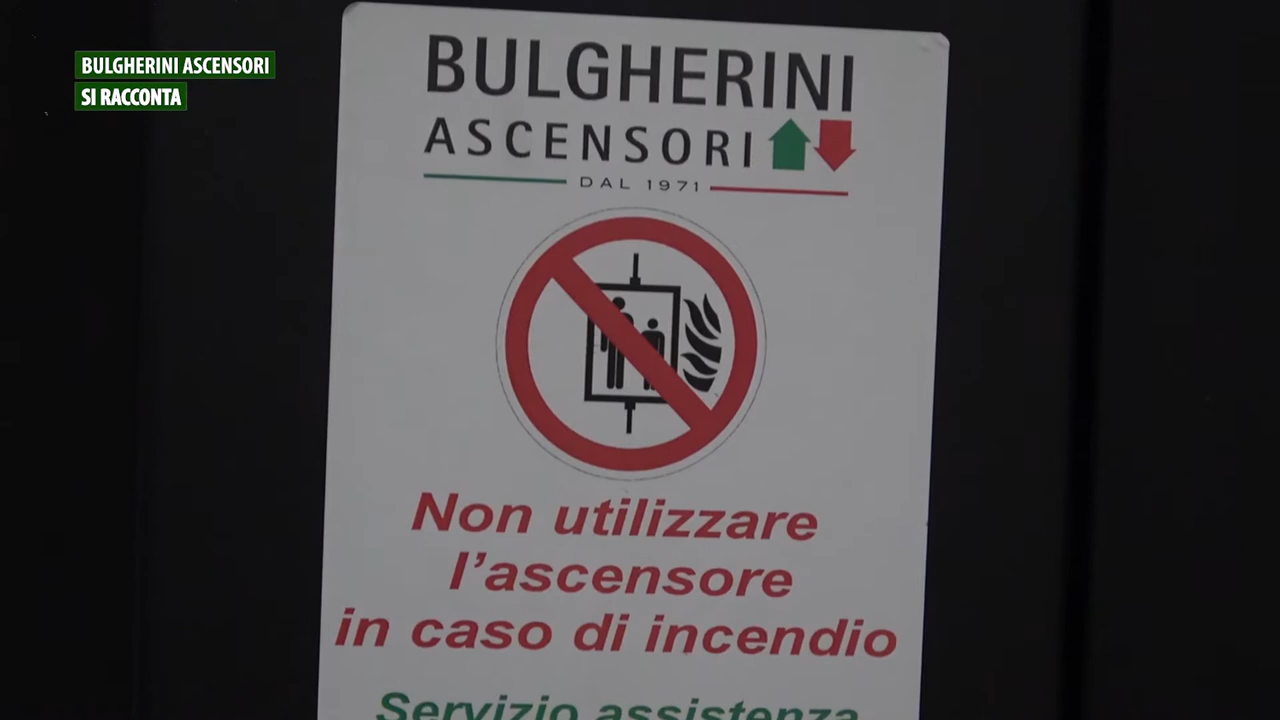 BULGHERINI ASCENSORI
SI RACCONTA
BULGHERINI
ASCENSORI
DAL 1971
Non utilizzare
l'ascensore
in caso di incendio
Servizio assistenza